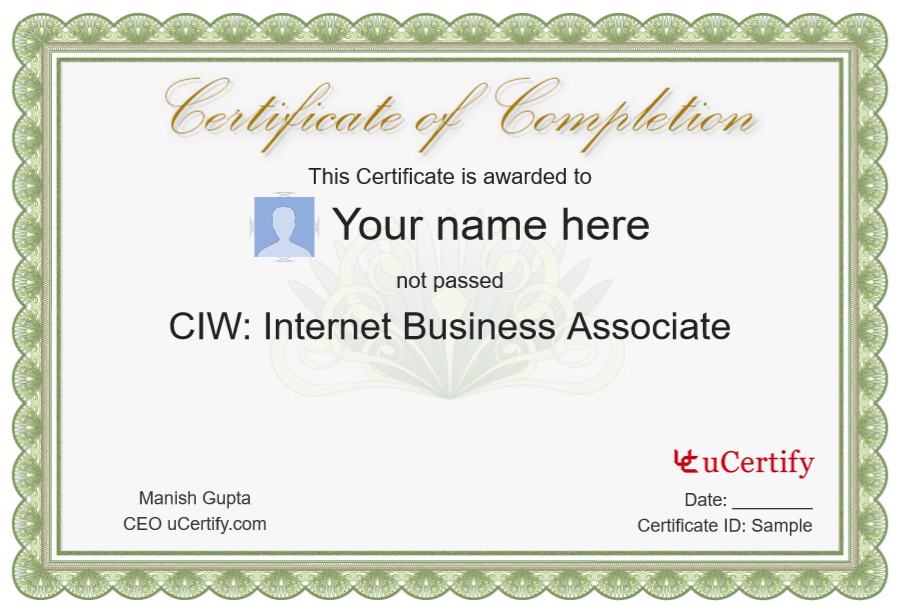 Certificate of Completion
This Certificate is awarded to
Your name here
not passed
CIW: Internet Business Associate
uCertify
Manish Gupta
CEO uCertify.com
Date: ________
Certificate ID: Sample